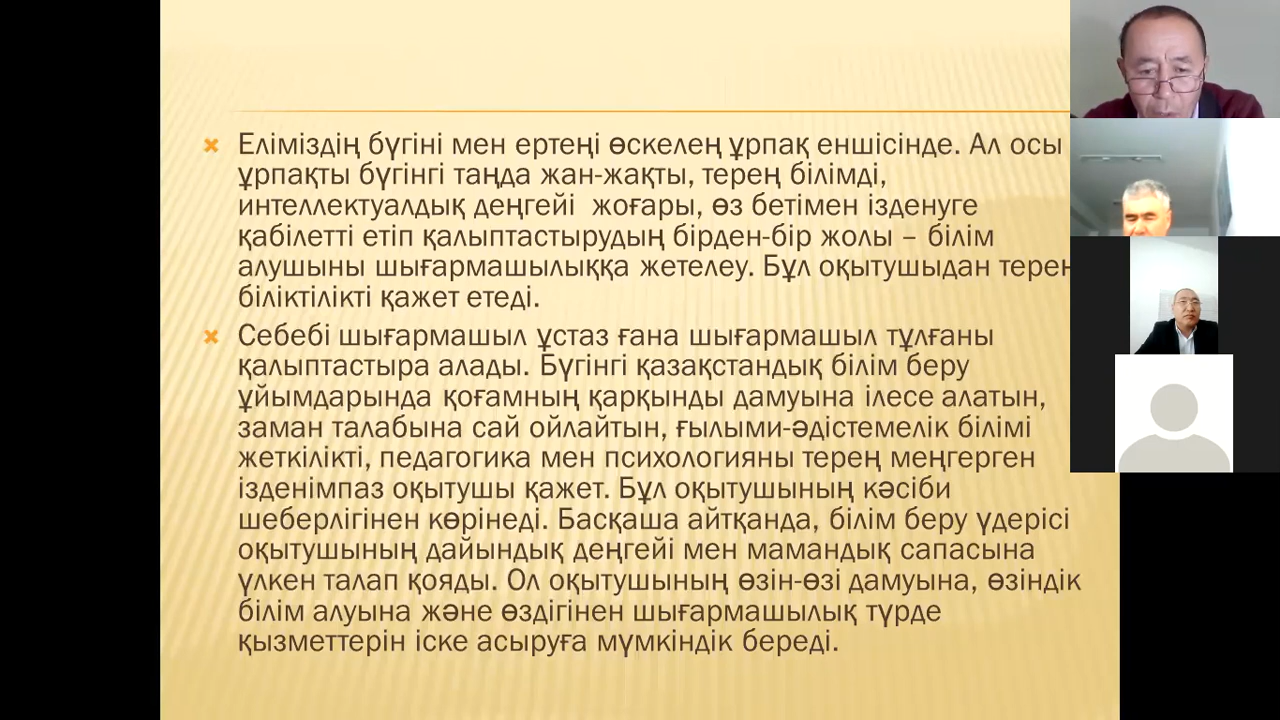 Еліміздің бүгіні мен ертеңі өскелең ұрпақ еншісінде. Ал осы
ұрпақты бүгінгі таңда жан-жақты, терең білімді,
интеллектуалдық деңгейі жоғары, өз бетімен ізденуге
қабілетті етіп қалыптастырудың бірден-бір жолы – білім
алушыны шығармашылыққа жетелеу. Бұл оқытушыдан терең
біліктілікті қажет етеді.
Себебі шығармашыл ұстаз ғана шығармашыл тұлғаны
қалыптастыра алады. Бүгінгі қазақстандық білім беру
ұйымдарында қоғамның қарқынды дамуына ілесе алатын,
заман талабына сай ойлайтын, ғылыми-әдістемелік білімі
жеткілікті, педагогика мен психологияны терең меңгерген
ізденімпаз оқытушы қажет. Бұл оқытушының кәсіби
шеберлігінен көрінеді. Басқаша айтқанда, білім беру үдерісі
оқытушының дайындық деңгейі мен мамандық сапасына
үлкен талап қояды. Ол оқытушының өзін-өзі дамуына, өзіндік
білім алуына және өздігінен шығармашылық түрде
қызметтерін іске асыруға мүмкіндік береді.